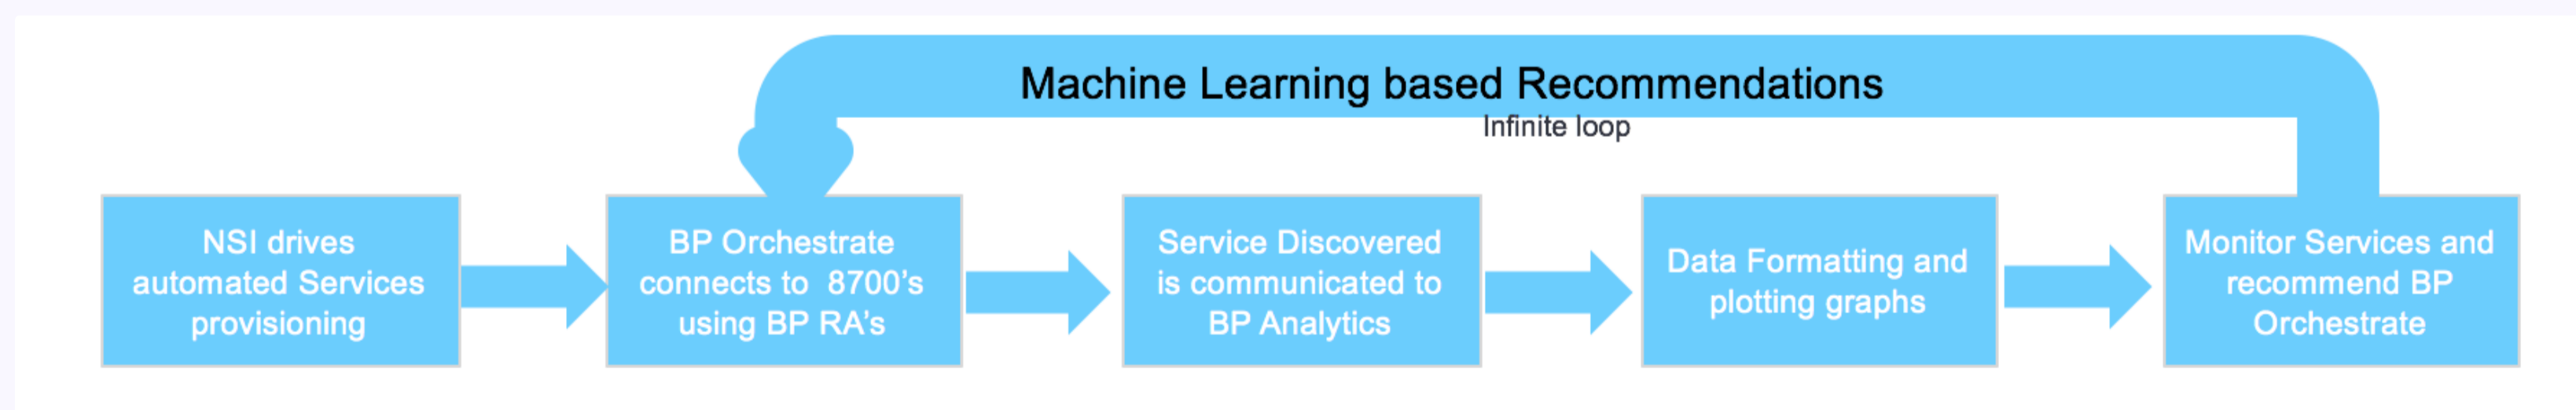 Machine Learning based Recommendations
Infinite loop
NSI drives
automated Services
provisioning
BP Orchestrate
connects to 8700’s
using BP RA’s
Service Discovered
is communicated to
BP Analytics
Data Formatting and
plotting graphs
Monitor Services and
recommend BP
Orchestrate